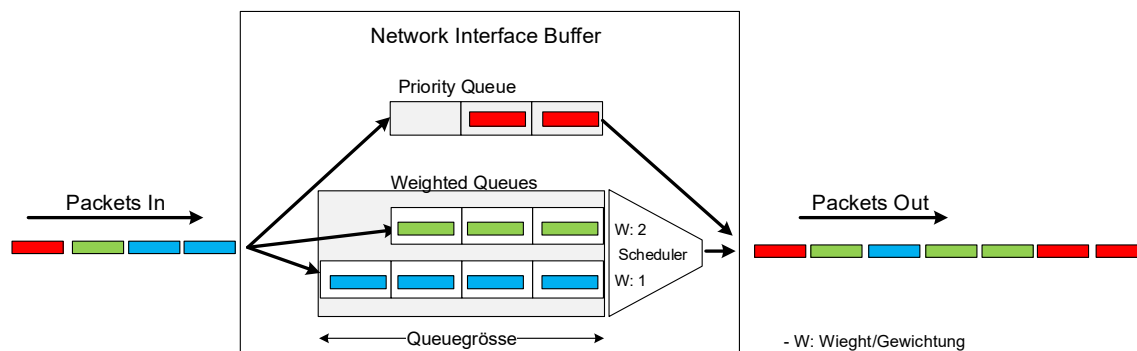 Network Interface Buffer
Priority Queue
Weighted Queues
Packets In
Packets Out
W: 2
Scheduler
W: 1
Queuegrösse
- W: Wieght/Gewichtung